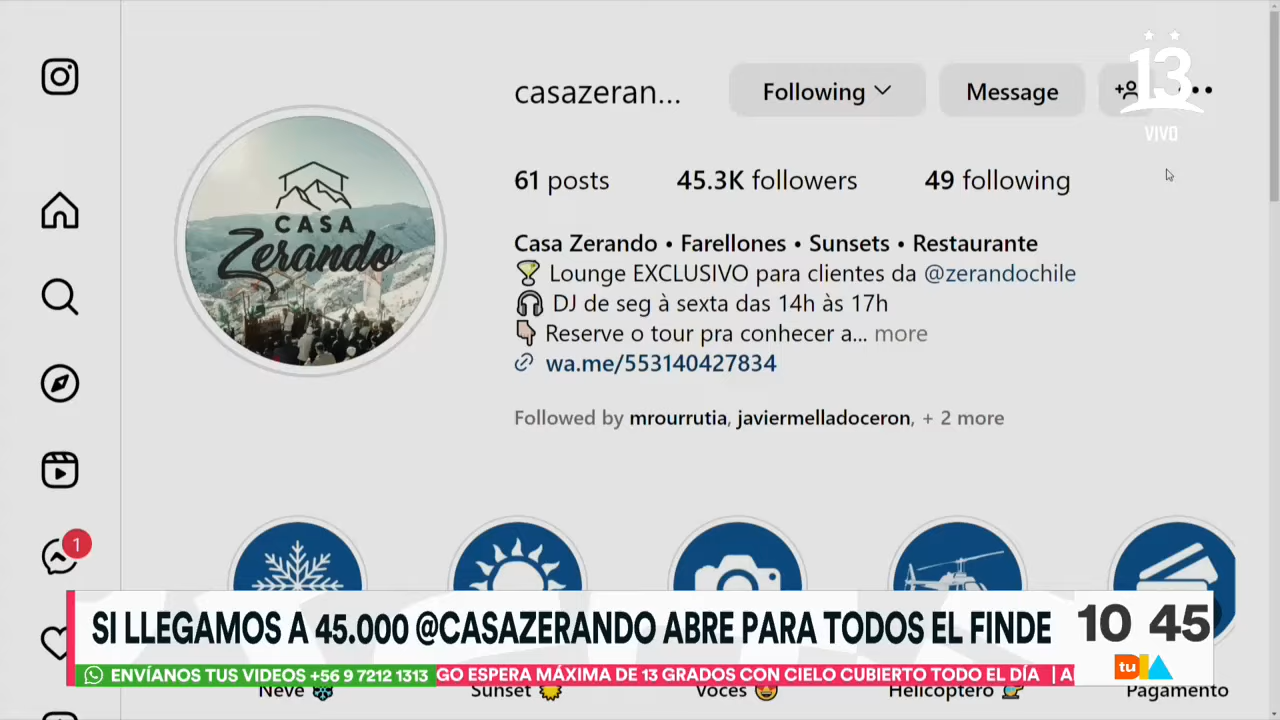 casazeran...
Following
Message
13
VIVO
61 posts
45.3K followers
49 following
CASA
Zerando
Casa Zerando • Farellones • Sunsets • Restaurante
🍸 Lounge EXCLUSIVO para clientes da @zerandochile
🎧 DJ de seg à sexta das 14h às 17h
👇🏻 Reserve o tour pra conhecer a... more
wa.me/553140427834
Followed by mrourrutia, javiermelladoceron, + 2 more
1
SI LLEGAMOS A 45.000 @CASAZERANDO ABRE PARA TODOS EL FINDE
10 45
ENVÍANOS TUS VIDEOS +56 9 7212 1313
GO ESPERA MÁXIMA DE 13 GRADOS CON CIELO CUBIERTO TODO EL DÍA |
tu DÍA
Neve ❄️
Sunset ☀️
Voces 😍
Helicóptero 🚁
Pagamento